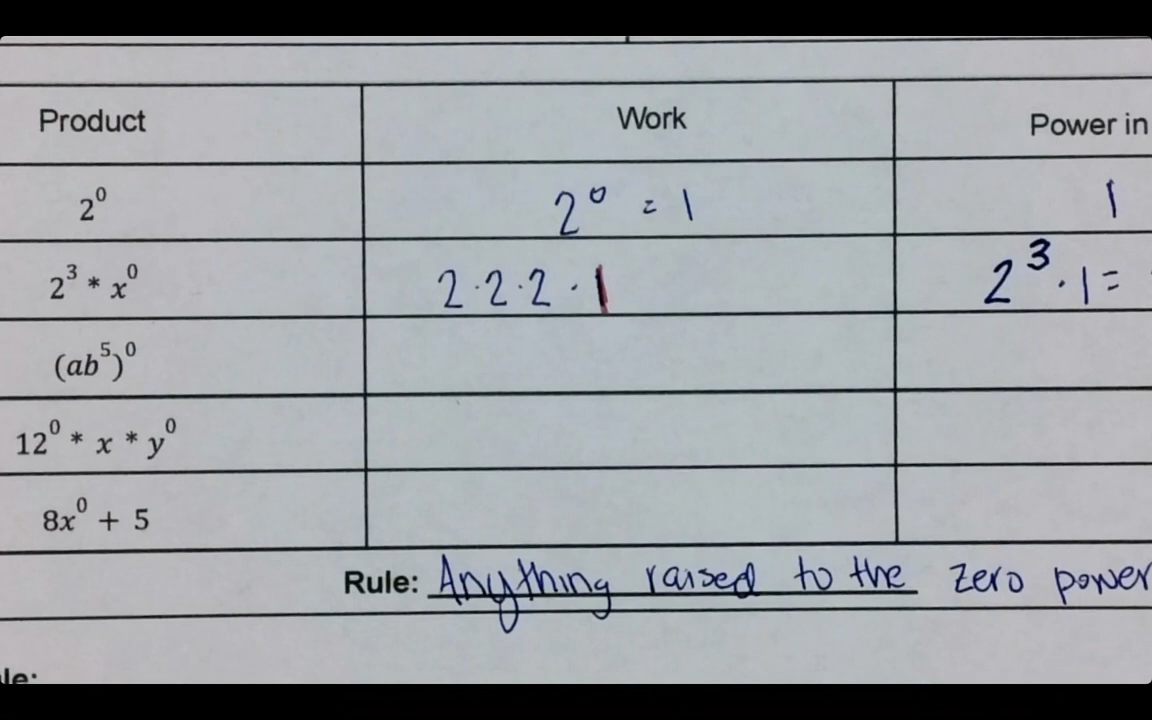 Product Work Power in
2⁰ 2⁰ = 1 1
2³ * x⁰ 2·2·2·1 2³·1=
(ab⁵)⁰
12⁰ * x * y⁰
8x⁰ + 5
Rule: Anything raised to the zero power